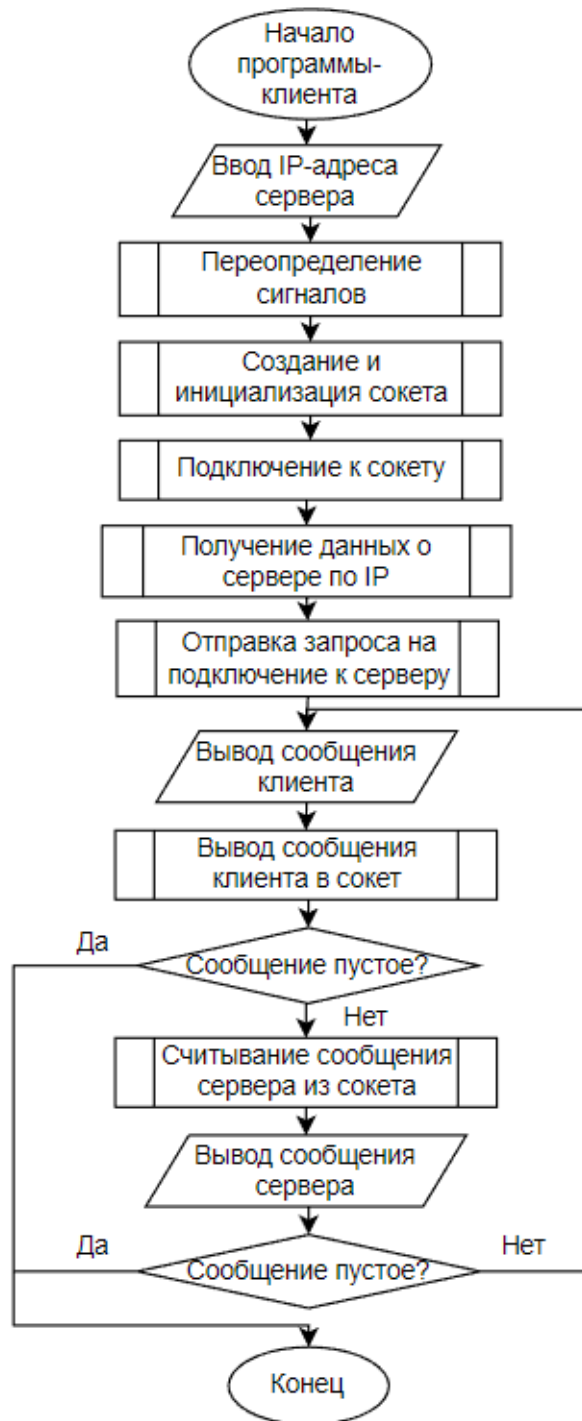 Начало
программы-
клиента
Ввод IP-адреса
сервера
Переопределение
сигналов
Создание и
инициализация сокета
Подключение к сокету
Получение данных о
сервере по IP
Отправка запроса на
подключение к серверу
Вывод сообщения
клиента
Вывод сообщения
клиента в сокет
Да
Сообщение пустое?
Нет
Считывание сообщения
сервера из сокета
Вывод сообщения
сервера
Да
Сообщение пустое?
Нет
Конец